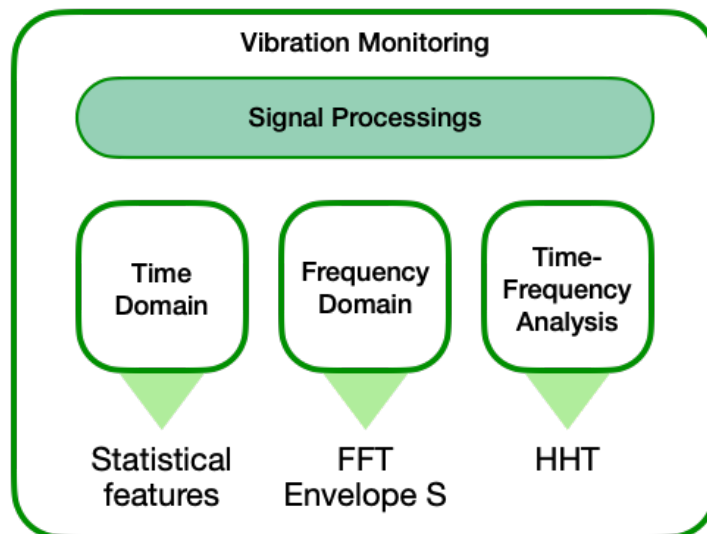 Vibration Monitoring
Signal Processings
Time
Domain
Frequency
Domain
Time-
Frequency
Analysis
Statistical
features
FFT
Envelope S
HHT